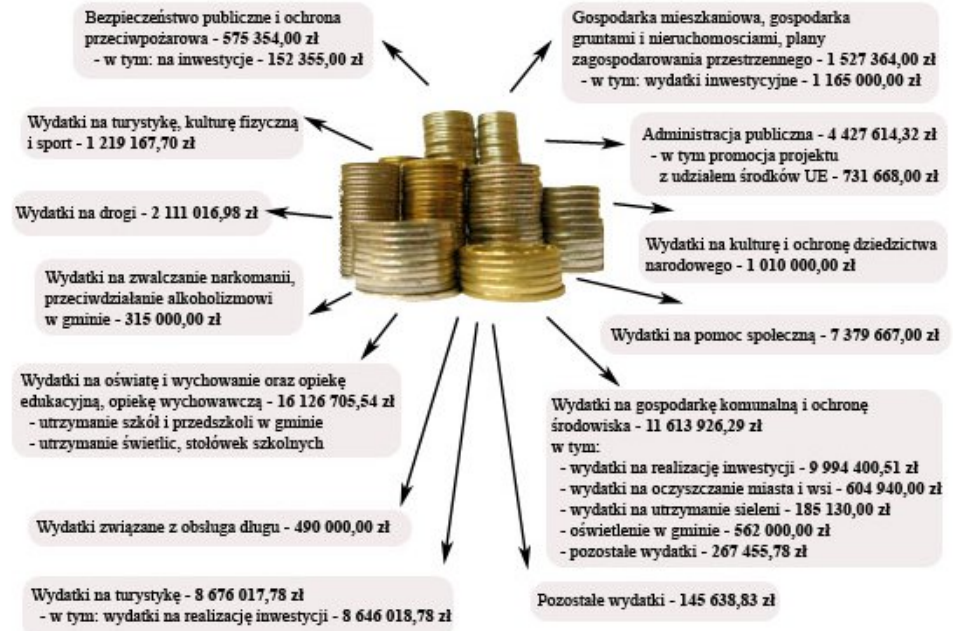 Bezpieczeństwo publiczne i ochrona
przeciwpożarowa - 575 354,00 zł
- w tym: na inwestycje - 152 355,00 zł
Gospodarka mieszkaniowa, gospodarka
gruntami i nieruchomosciami, plany
zagospodarowania przestrzennego - 1 527 364,00 zł
- w tym: wydatki inwestycyjne - 1 165 000,00 zł
Wydatki na turystykę, kulturę fizyczną
i sport - 1 219 167,70 zł
Administracja publiczna - 4 427 614,32 zł
- w tym promocja projektu
z udziałem środków UE - 731 668,00 zł
Wydatki na drogi - 2 111 016,98 zł
Wydatki na kulturę i ochronę dziedzictwa
narodowego - 1 010 000,00 zł
Wydatki na zwalczanie narkomanii,
przeciwdziałanie alkoholizmowi
w gminie - 315 000,00 zł
Wydatki na pomoc społeczną - 7 379 667,00 zł
Wydatki na oświatę i wychowanie oraz opiekę
edukacyjną, opiekę wychowawczą - 16 126 705,54 zł
- utrzymanie szkół i przedszkoli w gminie
- utrzymanie świetlic, stołówek szkolnych
Wydatki na gospodarkę komunalną i ochronę
środowiska - 11 613 926,29 zł
w tym:
- wydatki na realizację inwestycji - 9 994 400,51 zł
- wydatki na oczyszczanie miasta i wsi - 604 940,00 zł
- wydatki na utrzymanie sieleni - 185 130,00 zł
- oświetlenie w gminie - 562 000,00 zł
- pozostałe wydatki - 267 455,78 zł
Wydatki związane z obsługa długu - 490 000,00 zł
Wydatki na turystykę - 8 676 017,78 zł
- w tym: wydatki na realizację inwestycji - 8 646 018,78 zł
Pozostałe wydatki - 145 638,83 zł